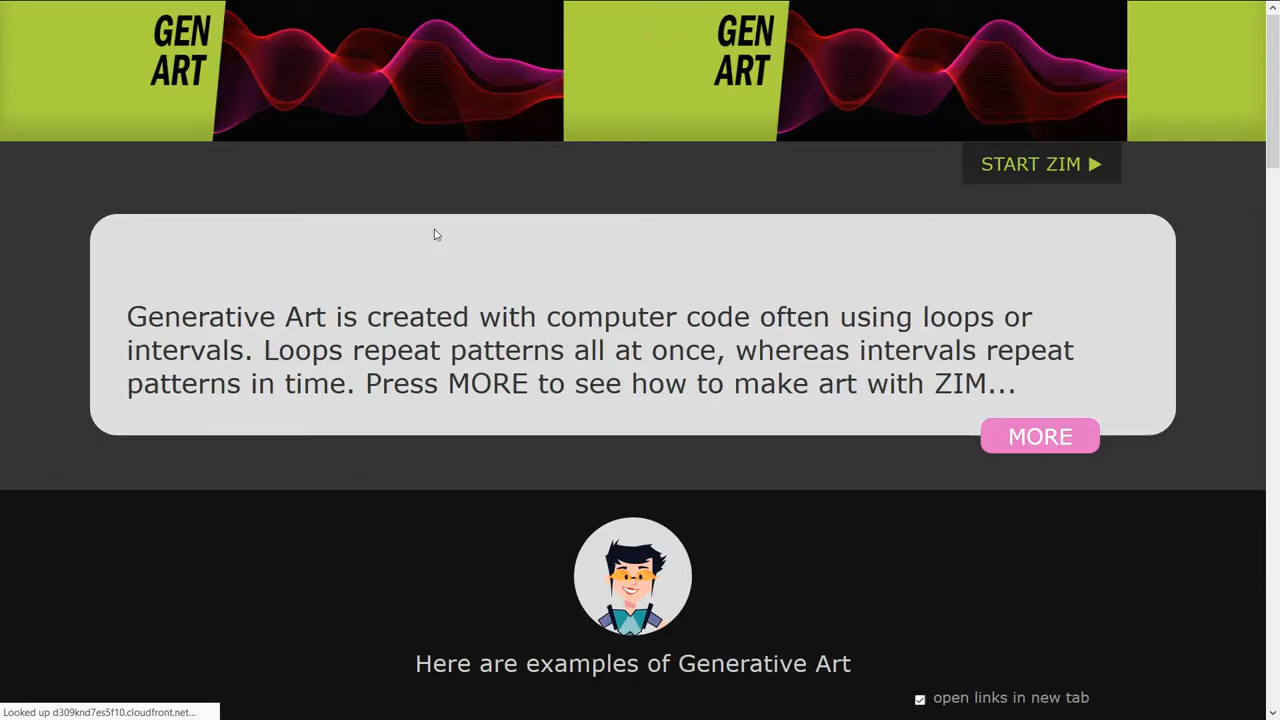 GEN
ART
GEN
ART
START ZIM ▶
Generative Art is created with computer code often using loops or
intervals. Loops repeat patterns all at once, whereas intervals repeat
patterns in time. Press MORE to see how to make art with ZIM...
MORE
Here are examples of Generative Art
open links in new tab
Looked up d309knd7es5f10.cloudfront.net...